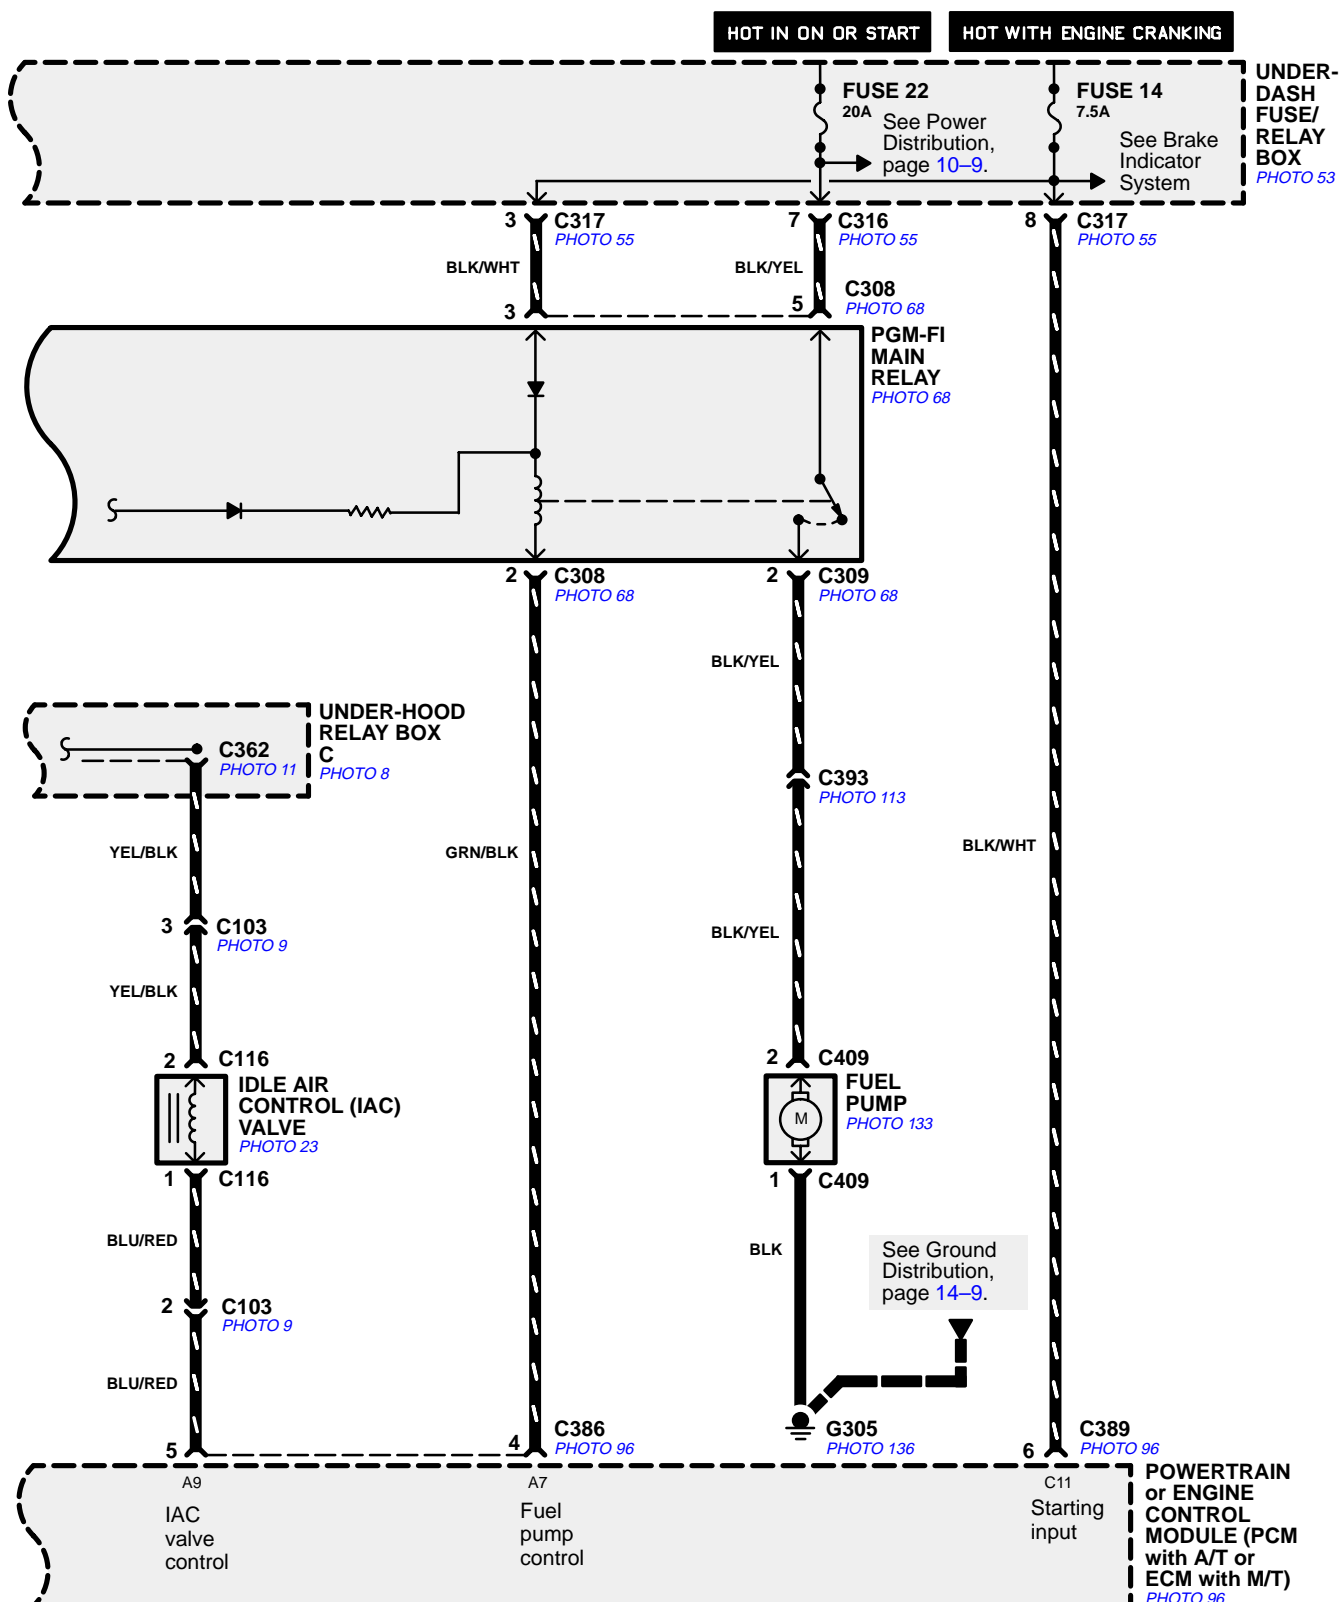 HOT IN ON OR START
HOT WITH ENGINE CRANKING
UNDER-
DASH
FUSE/
RELAY
BOX
PHOTO 53
FUSE 22
20A
See Power
Distribution,
page 10–9.
FUSE 14
7.5A
See Brake
Indicator
System
3
C317
PHOTO 55
7
C316
PHOTO 55
8
C317
PHOTO 55
BLK/WHT
BLK/YEL
3
5
C308
PHOTO 68
PGM-FI
MAIN
RELAY
PHOTO 68
2
C308
PHOTO 68
2
C309
PHOTO 68
BLK/YEL
UNDER-HOOD
RELAY BOX
C
PHOTO 8
C362
PHOTO 11
C393
PHOTO 113
YEL/BLK
GRN/BLK
BLK/WHT
3
C103
PHOTO 9
BLK/YEL
YEL/BLK
2
C116
IDLE AIR
CONTROL (IAC)
VALVE
PHOTO 23
2
C409
FUEL
PUMP
PHOTO 133
M
1
C116
1
C409
BLU/RED
BLK
See Ground
Distribution,
page 14–9.
2
C103
PHOTO 9
BLU/RED
5
4
C386
PHOTO 96
G305
PHOTO 136
6
C389
PHOTO 96
A9
IAC
valve
control
A7
Fuel
pump
control
C11
Starting
input
POWERTRAIN
or ENGINE
CONTROL
MODULE (PCM
with A/T or
ECM with M/T)
PHOTO 96